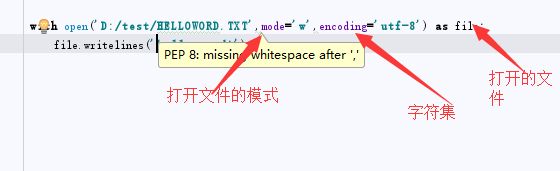 with open('D:/test/HELLOWORD.TXT',mode='w',encoding='utf-8') as file:
file.writelines('
PEP 8: missing whitespace after ','
打开文件的模式
字符集
打开的文
件